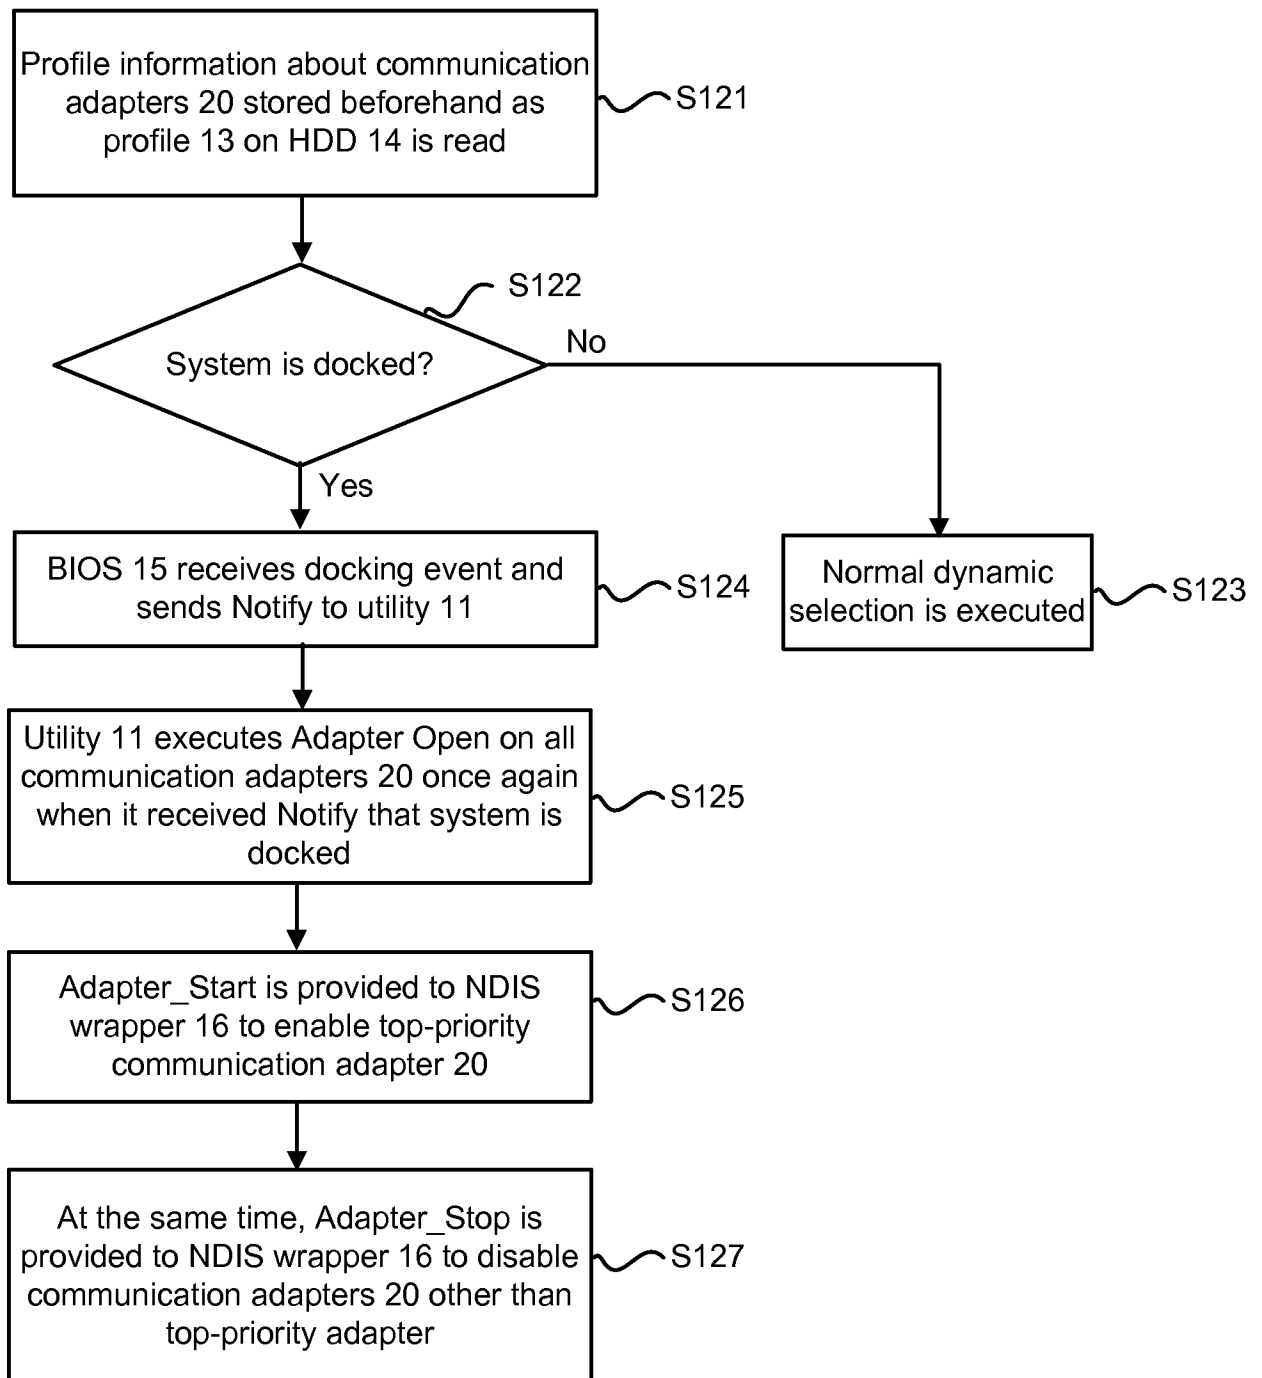 Profile information about communication
adapters 20 stored beforehand as
profile 13 on HDD 14 is read
S121
S122
System is docked?
No
Yes
BIOS 15 receives docking event and
sends Notify to utility 11
S124
Normal dynamic
selection is executed
S123
Utility 11 executes Adapter Open on all
communication adapters 20 once again
when it received Notify that system is
docked
S125
Adapter_Start is provided to NDIS
wrapper 16 to enable top-priority
communication adapter 20
S126
At the same time, Adapter_Stop is
provided to NDIS wrapper 16 to disable
communication adapters 20 other than
top-priority adapter
S127